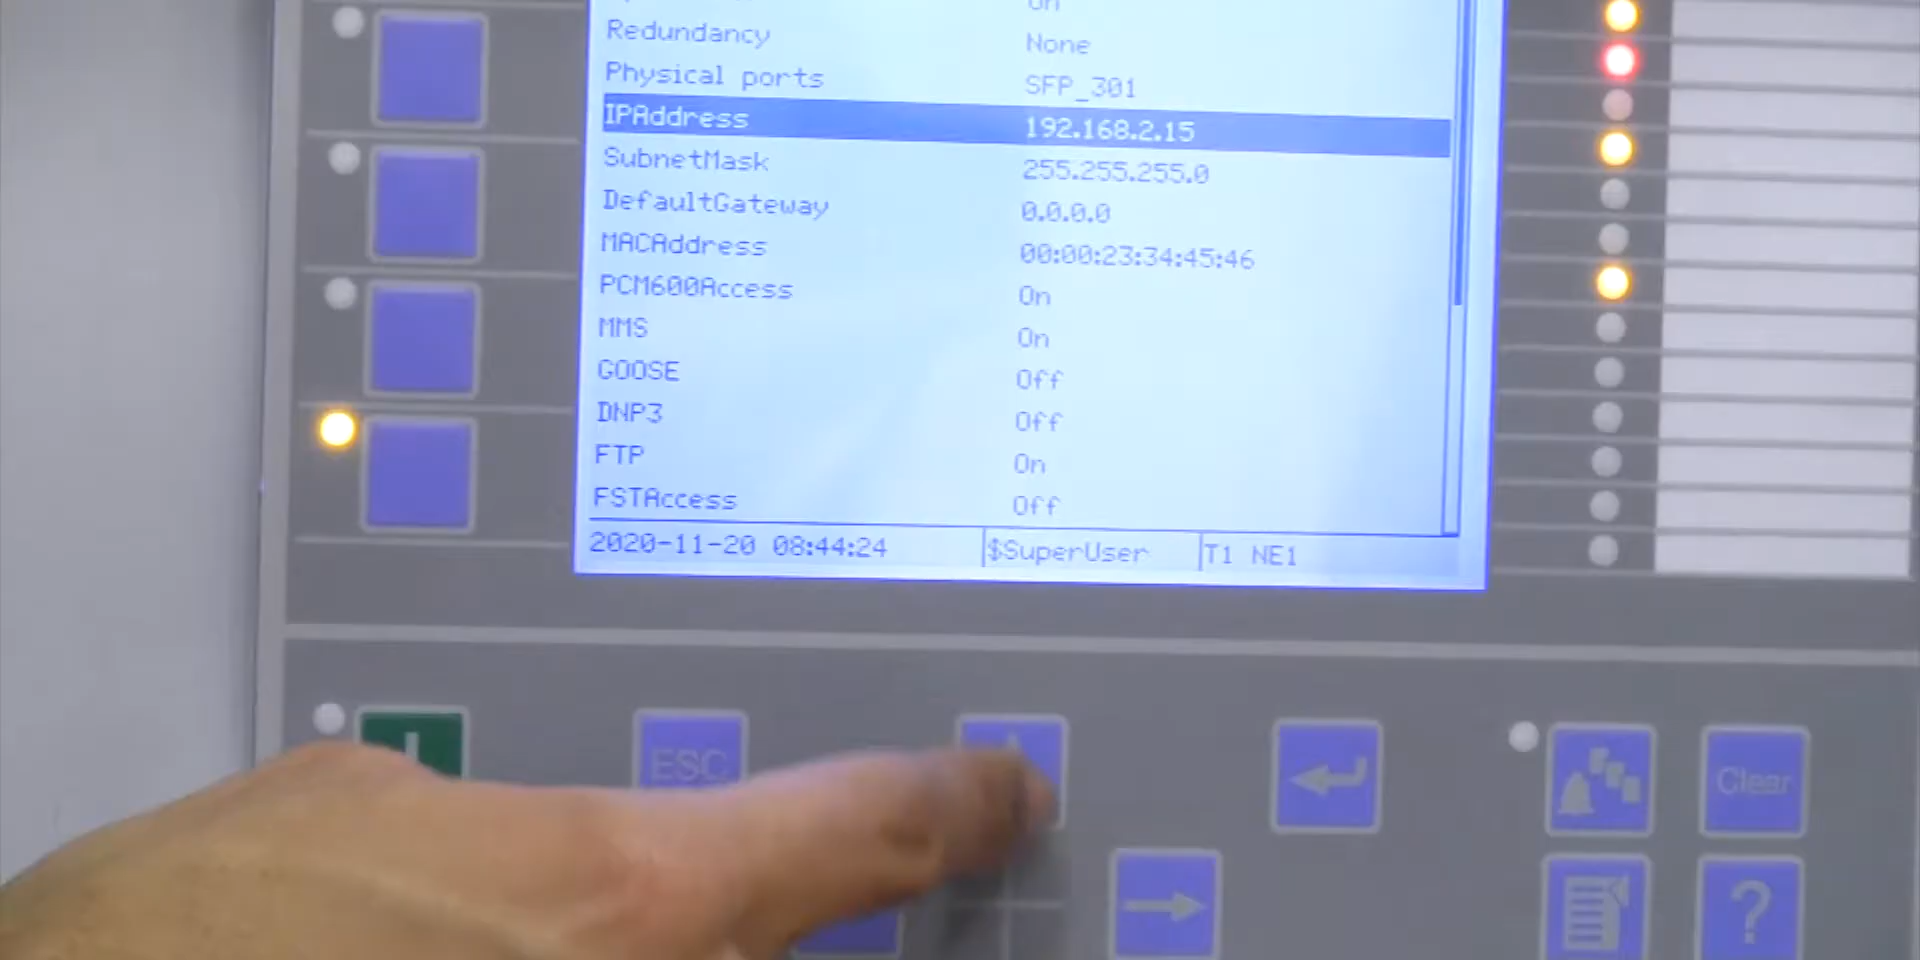 On
Redundancy None
Physical ports SFP_301
IPAddress 192.168.2.15
SubnetMask 255.255.255.0
DefaultGateway 0.0.0.0
MACAddress 00:00:23:34:45:46
PCM600Access On
MMS On
GOOSE Off
DNP3 Off
FTP On
FSTAccess Off
2020-11-20 08:44:24 $SuperUser T1 NE1
ESC
Clear
?